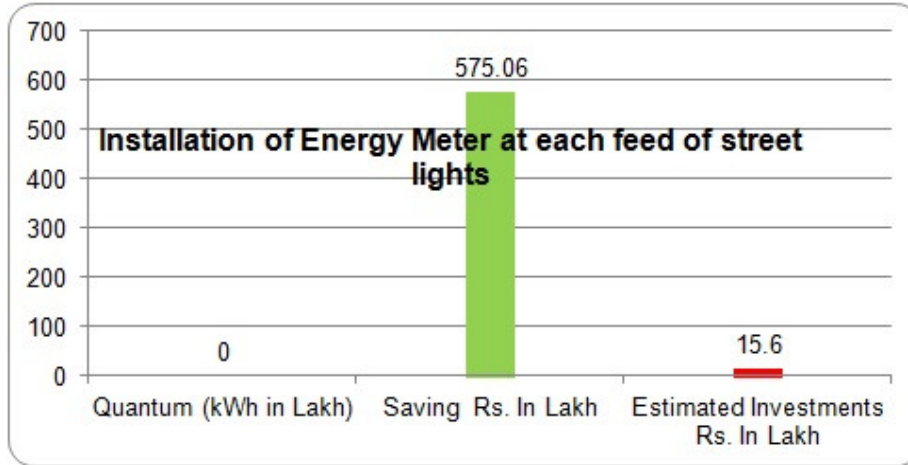 700
600
500
400
300
200
100
0
575.06
Installation of Energy Meter at each feed of street
lights
0
15.6
Quantum (kWh in Lakh)
Saving Rs. In Lakh
Estimated Investments
Rs. In Lakh